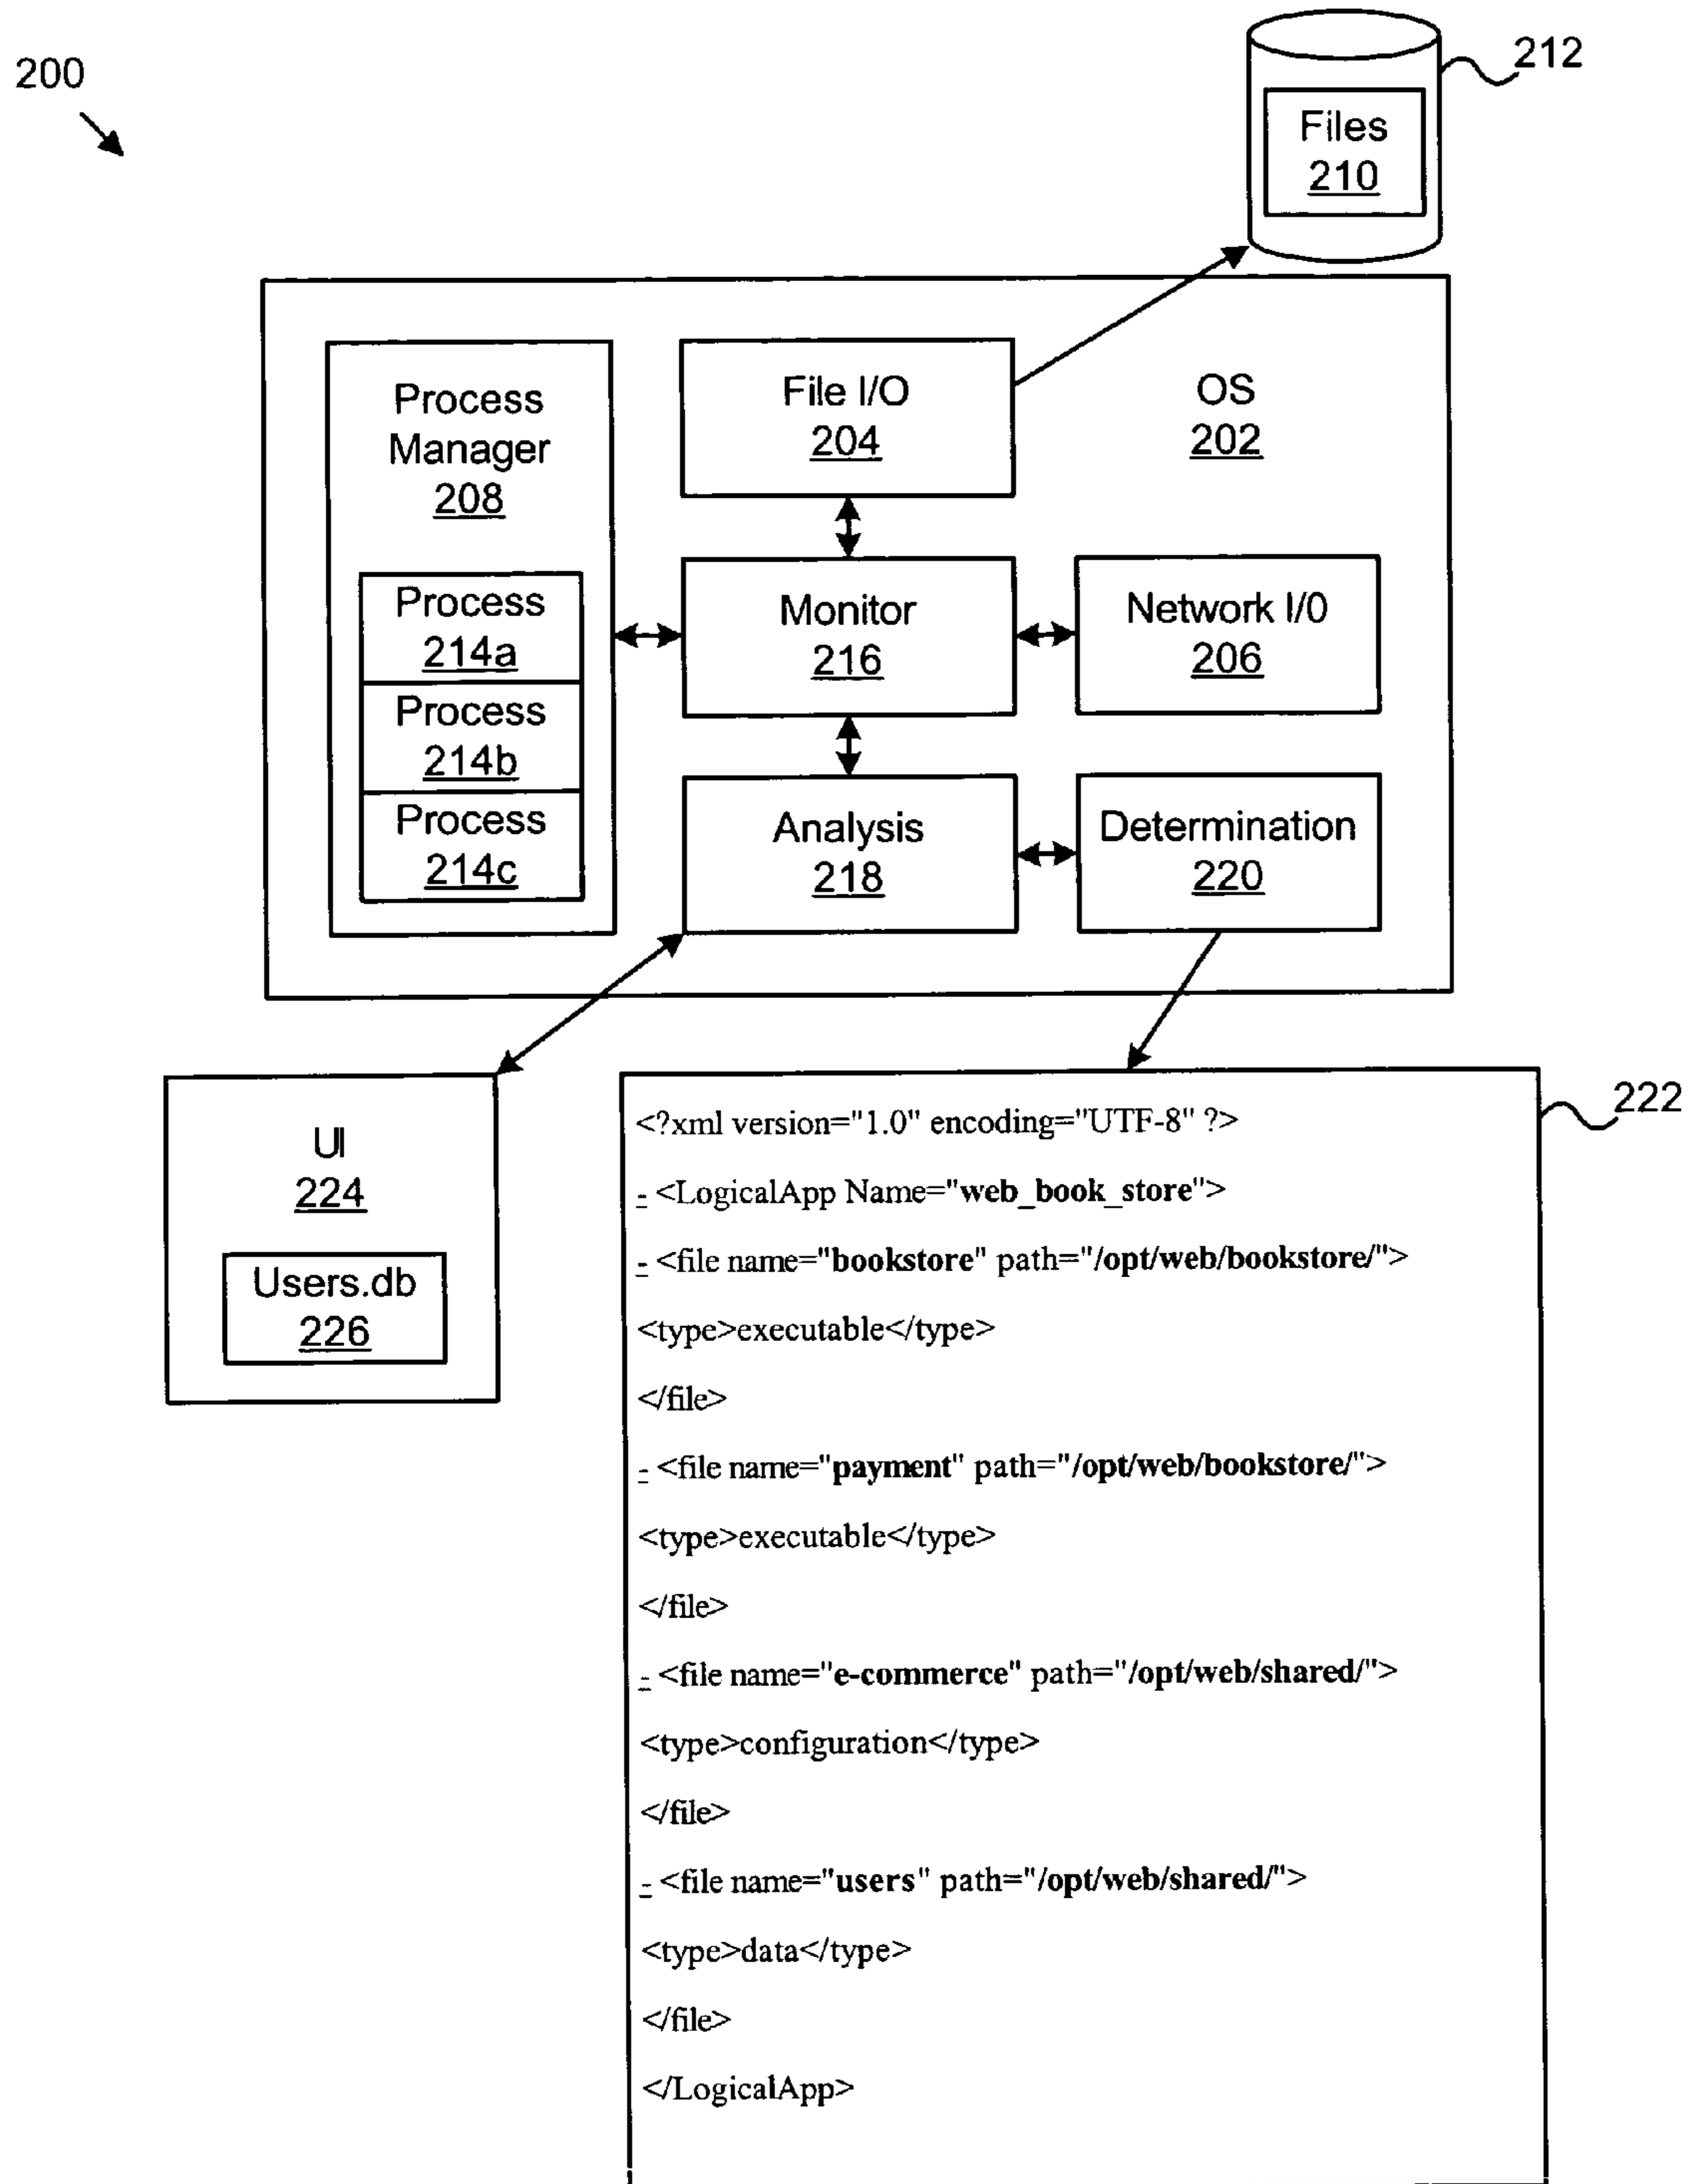 200
212
Files
210
Process
Manager
208
File I/O
204
OS
202
Process
214a
Process
214b
Process
214c
Monitor
216
Network I/0
206
Analysis
218
Determination
220
UI
224
Users.db
226
222
<?xml version="1.0" encoding="UTF-8" ?>
- <LogicalApp Name="web_book_store">
- <file name="bookstore" path="/opt/web/bookstore/">
<type>executable</type>
</file>
- <file name="payment" path="/opt/web/bookstore/">
<type>executable</type>
</file>
- <file name="e-commerce" path="/opt/web/shared/">
<type>configuration</type>
</file>
- <file name="users" path="/opt/web/shared/">
<type>data</type>
</file>
</LogicalApp>